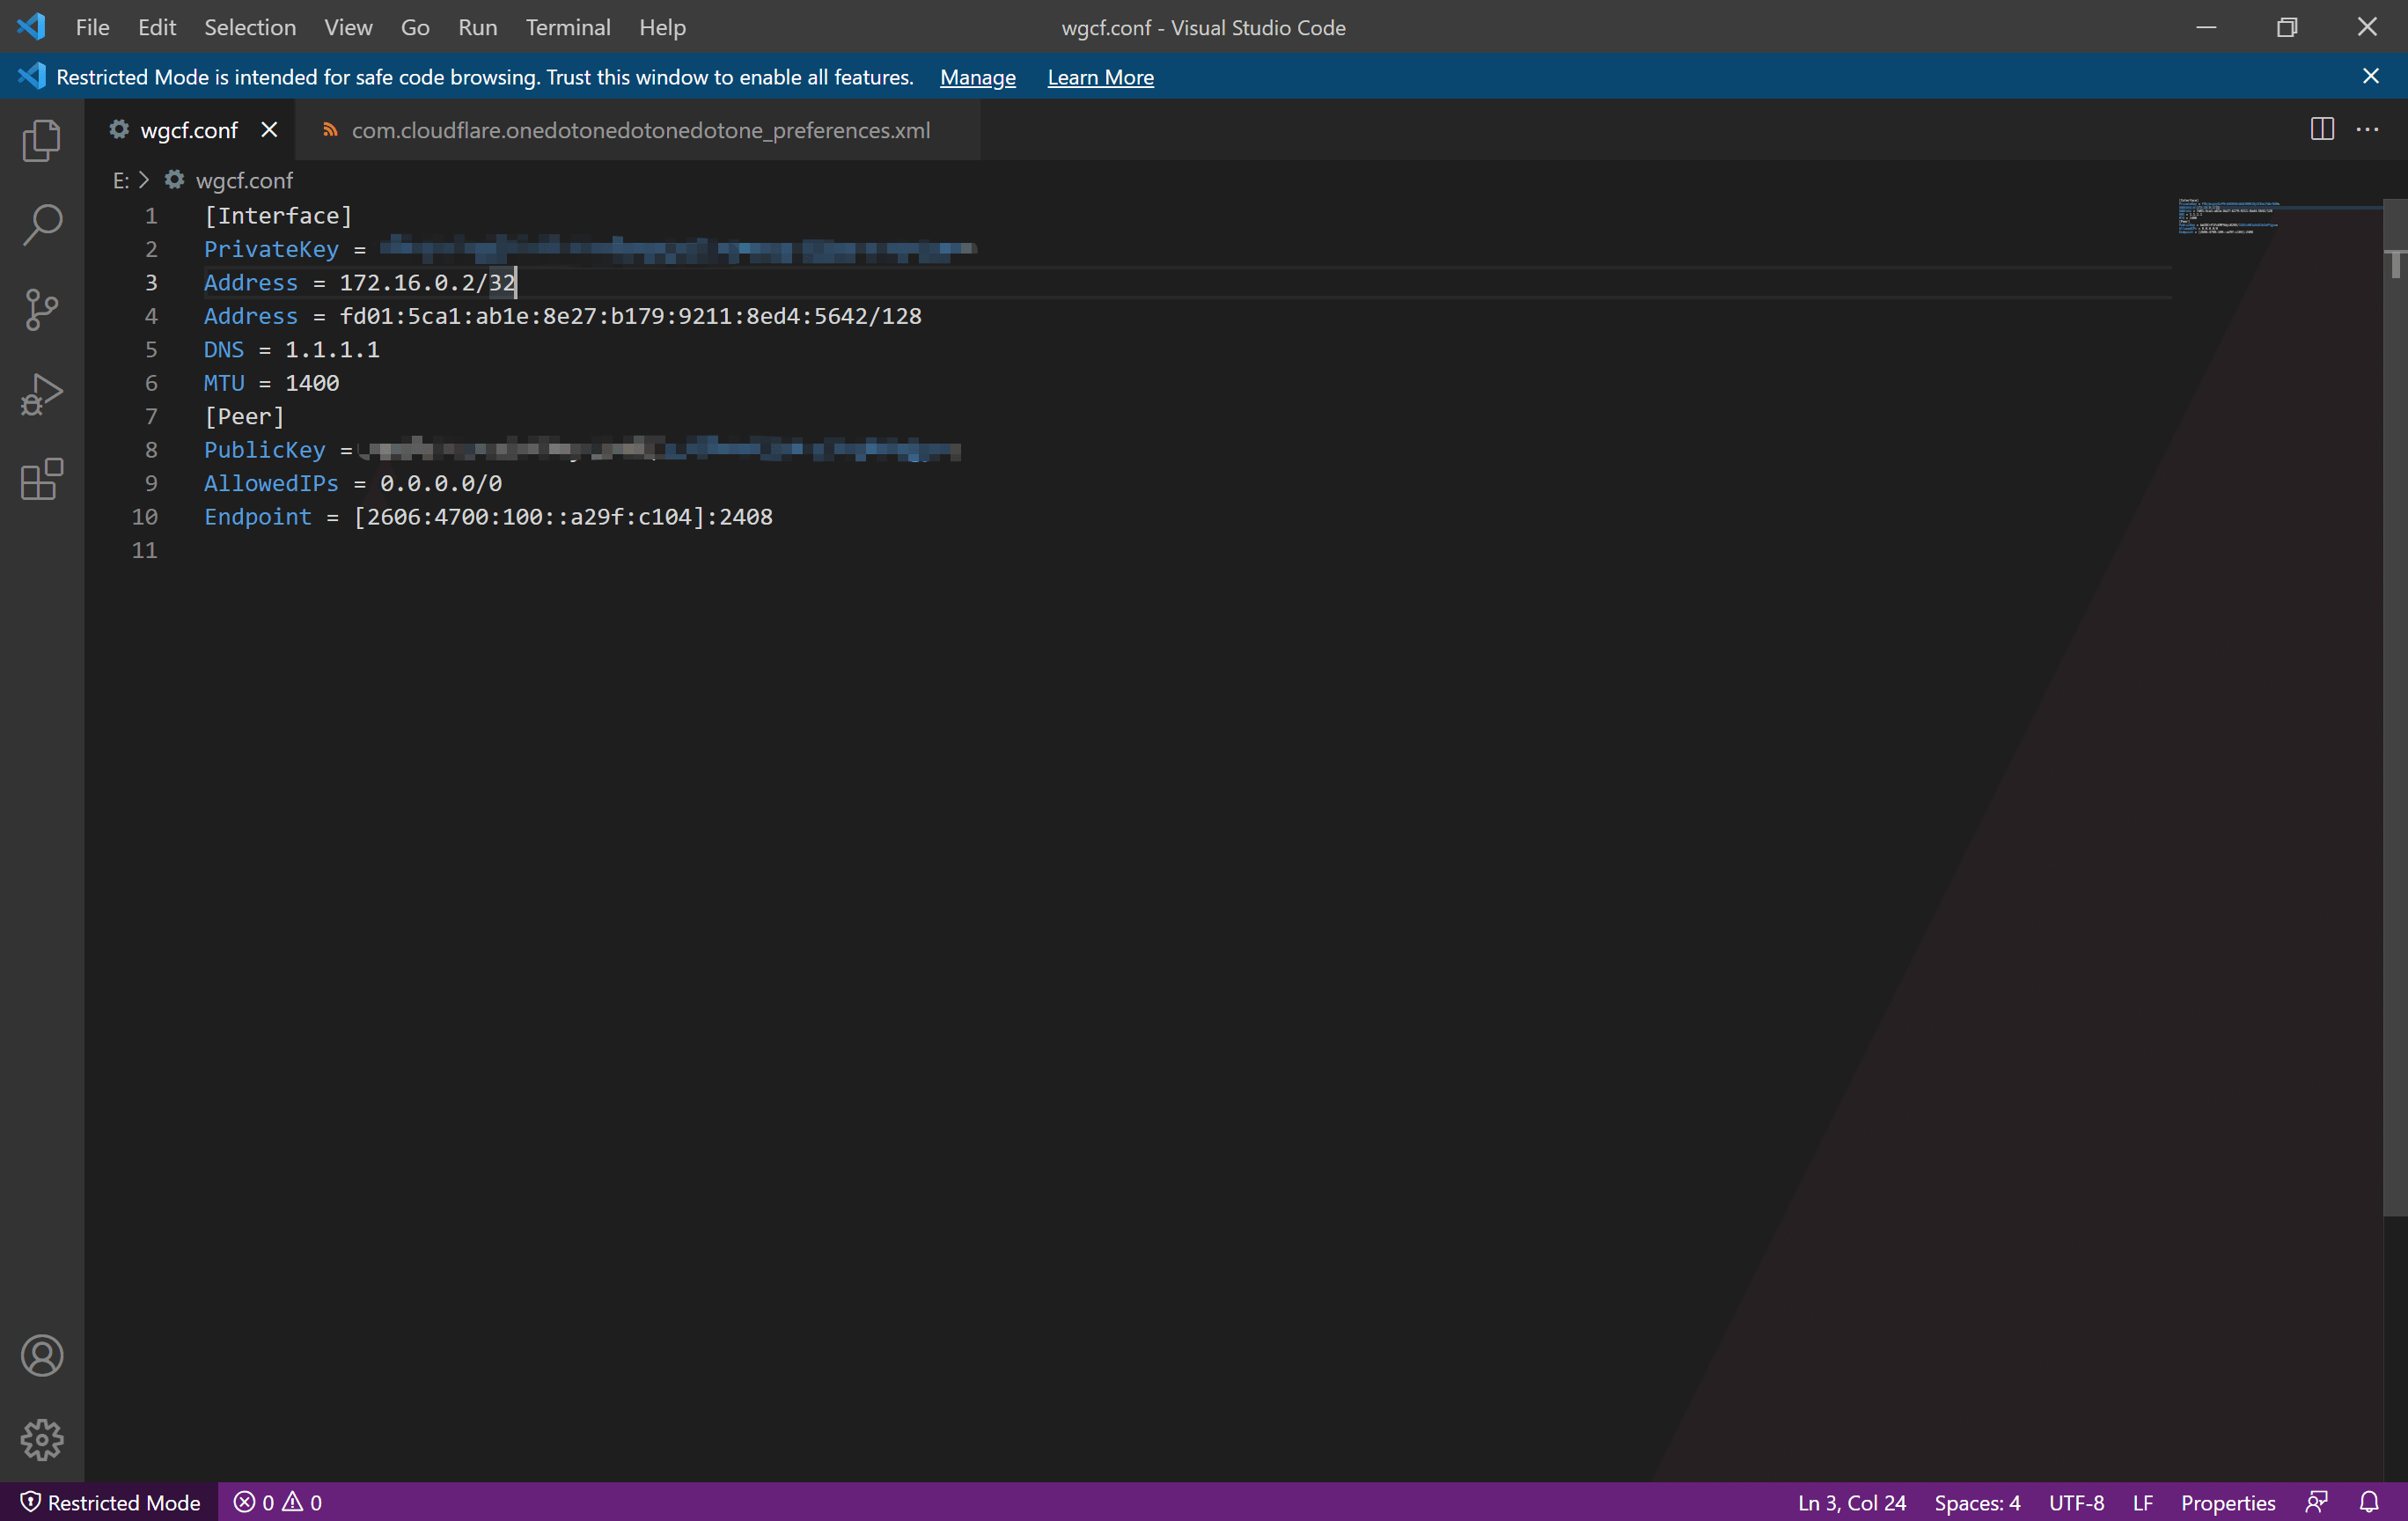 File Edit Selection View Go Run Terminal Help wgcf.conf - Visual Studio Code
Restricted Mode is intended for safe code browsing. Trust this window to enable all features. Manage Learn More
wgcf.conf com.cloudflare.onedotonedotonedotone_preferences.xml
E: > wgcf.conf
1 [Interface]
2 PrivateKey =
3 Address = 172.16.0.2/32
4 Address = fd01:5ca1:ab1e:8e27:b179:9211:8ed4:5642/128
5 DNS = 1.1.1.1
6 MTU = 1400
7 [Peer]
8 PublicKey =
9 AllowedIPs = 0.0.0.0/0
10 Endpoint = [2606:4700:100::a29f:c104]:2408
11
Restricted Mode 0 0 Ln 3, Col 24 Spaces: 4 UTF-8 LF Properties